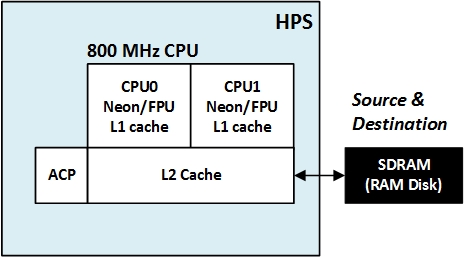 HPS
800 MHz CPU
CPU0
Neon/FPU
L1 cache
CPU1
Neon/FPU
L1 cache
Source &
Destination
ACP
L2 Cache
SDRAM
(RAM Disk)